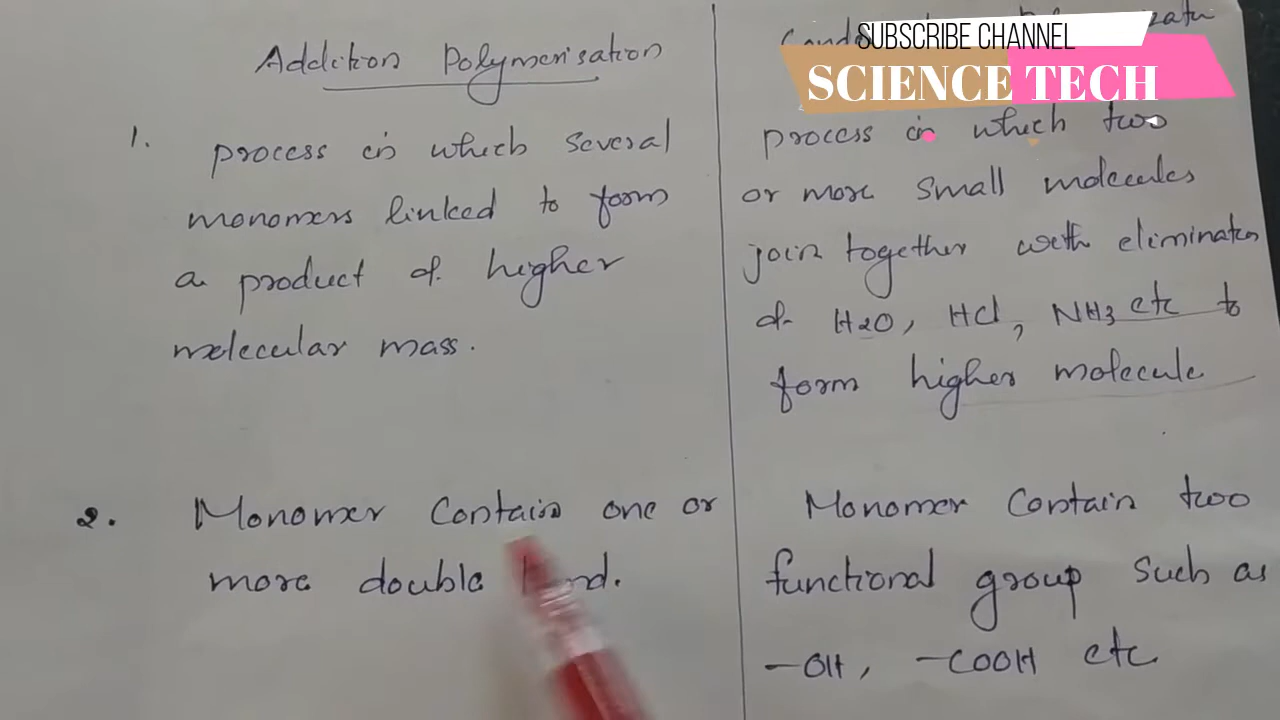 SUBSCRIBE CHANNEL
SCIENCE TECH
Addition Polymerisation
1. process in which several
monomers linked to form
a product of higher
molecular mass.
2. Monomer Contain one or
more double
process in which two
or more small molecules
join together with elimination
of H2O, HCl, NH3 etc to
form higher molecule
Monomer Contain two
functional group such as
-OH, -COOH etc